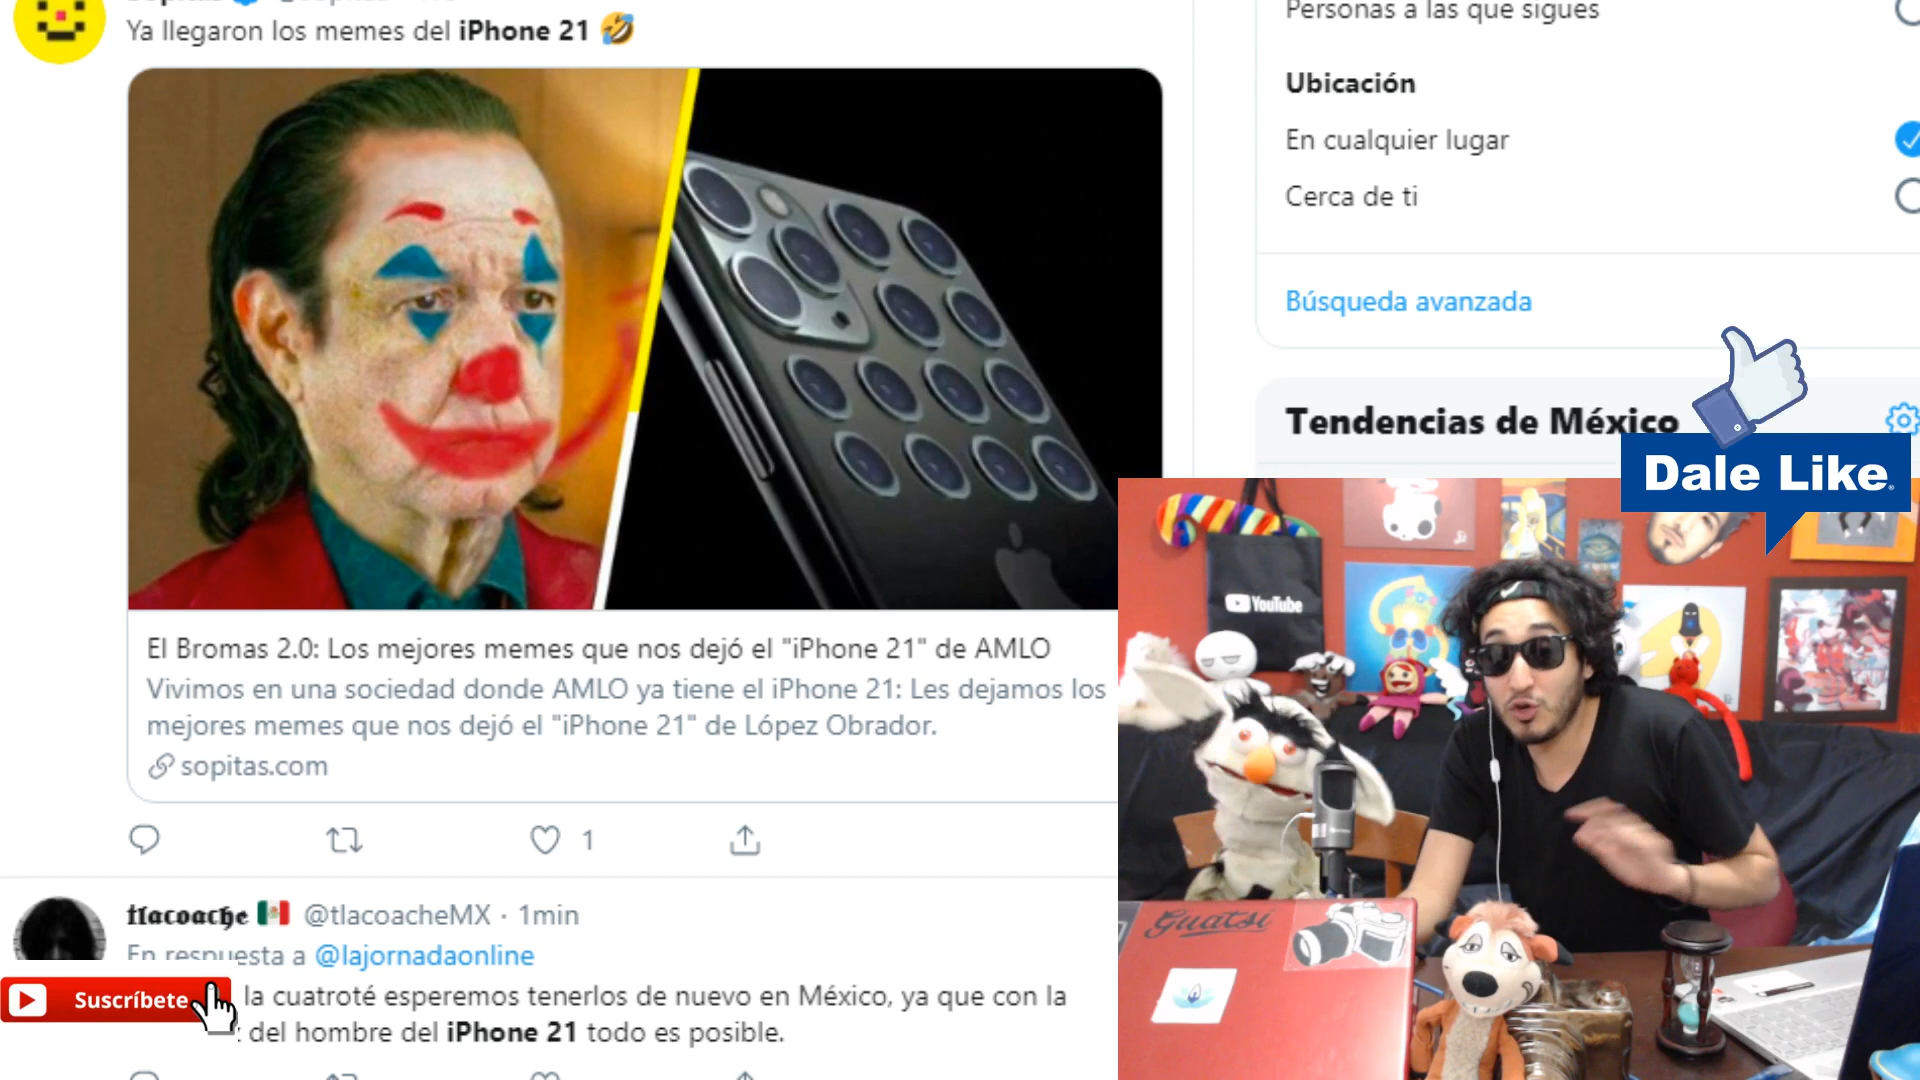 Ya llegaron los memes del iPhone 21 🤣
El Bromas 2.0: Los mejores memes que nos dejó el "iPhone 21" de AMLO
Vivimos en una sociedad donde AMLO ya tiene el iPhone 21: Les dejamos los
mejores memes que nos dejó el "iPhone 21" de López Obrador.
sopitas.com
1
tlacoache 🇲🇽 @tlacoacheMX · 1min
En respuesta a @lajornadaonline
la cuatroté esperemos tenerlos de nuevo en México, ya que con la
del hombre del iPhone 21 todo es posible.
Suscríbete
Personas a las que sigues
Ubicación
En cualquier lugar
Cerca de ti
Búsqueda avanzada
Tendencias de México
Dale Like
YouTube
Guatsi